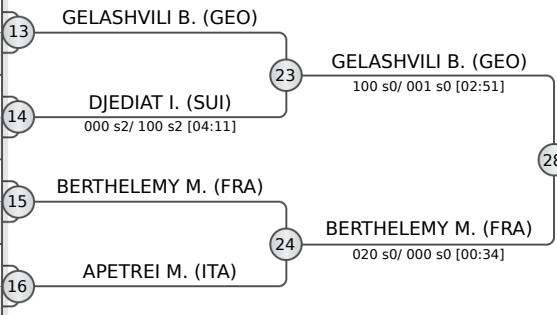 13
GELASHVILI B. (GEO)
23
GELASHVILI B. (GEO)
100 s0/ 001 s0 [02:51]
14
DJEDIAT I. (SUI)
000 s2/ 100 s2 [04:11]
28
15
BERTHELEMY M. (FRA)
24
BERTHELEMY M. (FRA)
020 s0/ 000 s0 [00:34]
16
APETREI M. (ITA)